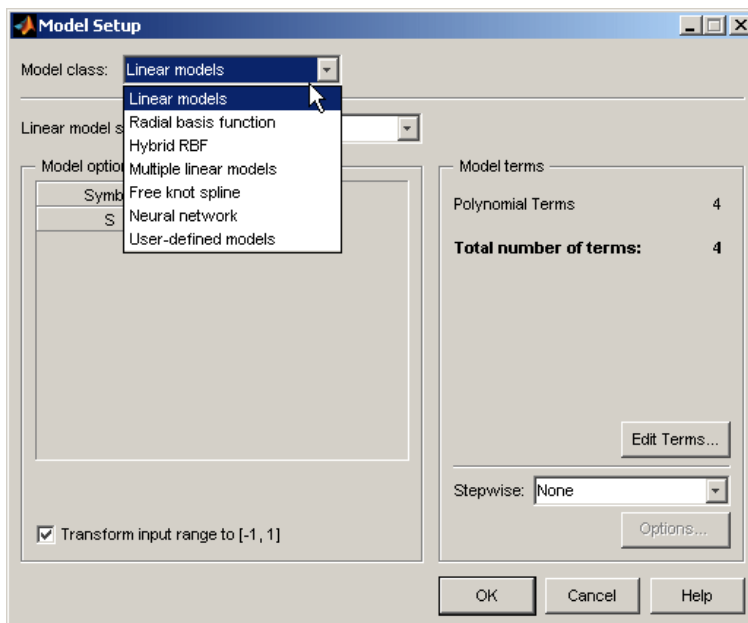 Model Setup
Model class: Linear models
Linear models
Radial basis function
Hybrid RBF
Multiple linear models
Free knot spline
Neural network
User-defined models
Linear model s
Model option
Symb
S
Transform input range to [-1, 1]
Model terms
Polynomial Terms 4
Total number of terms: 4
Edit Terms...
Stepwise: None
Options...
OK Cancel Help